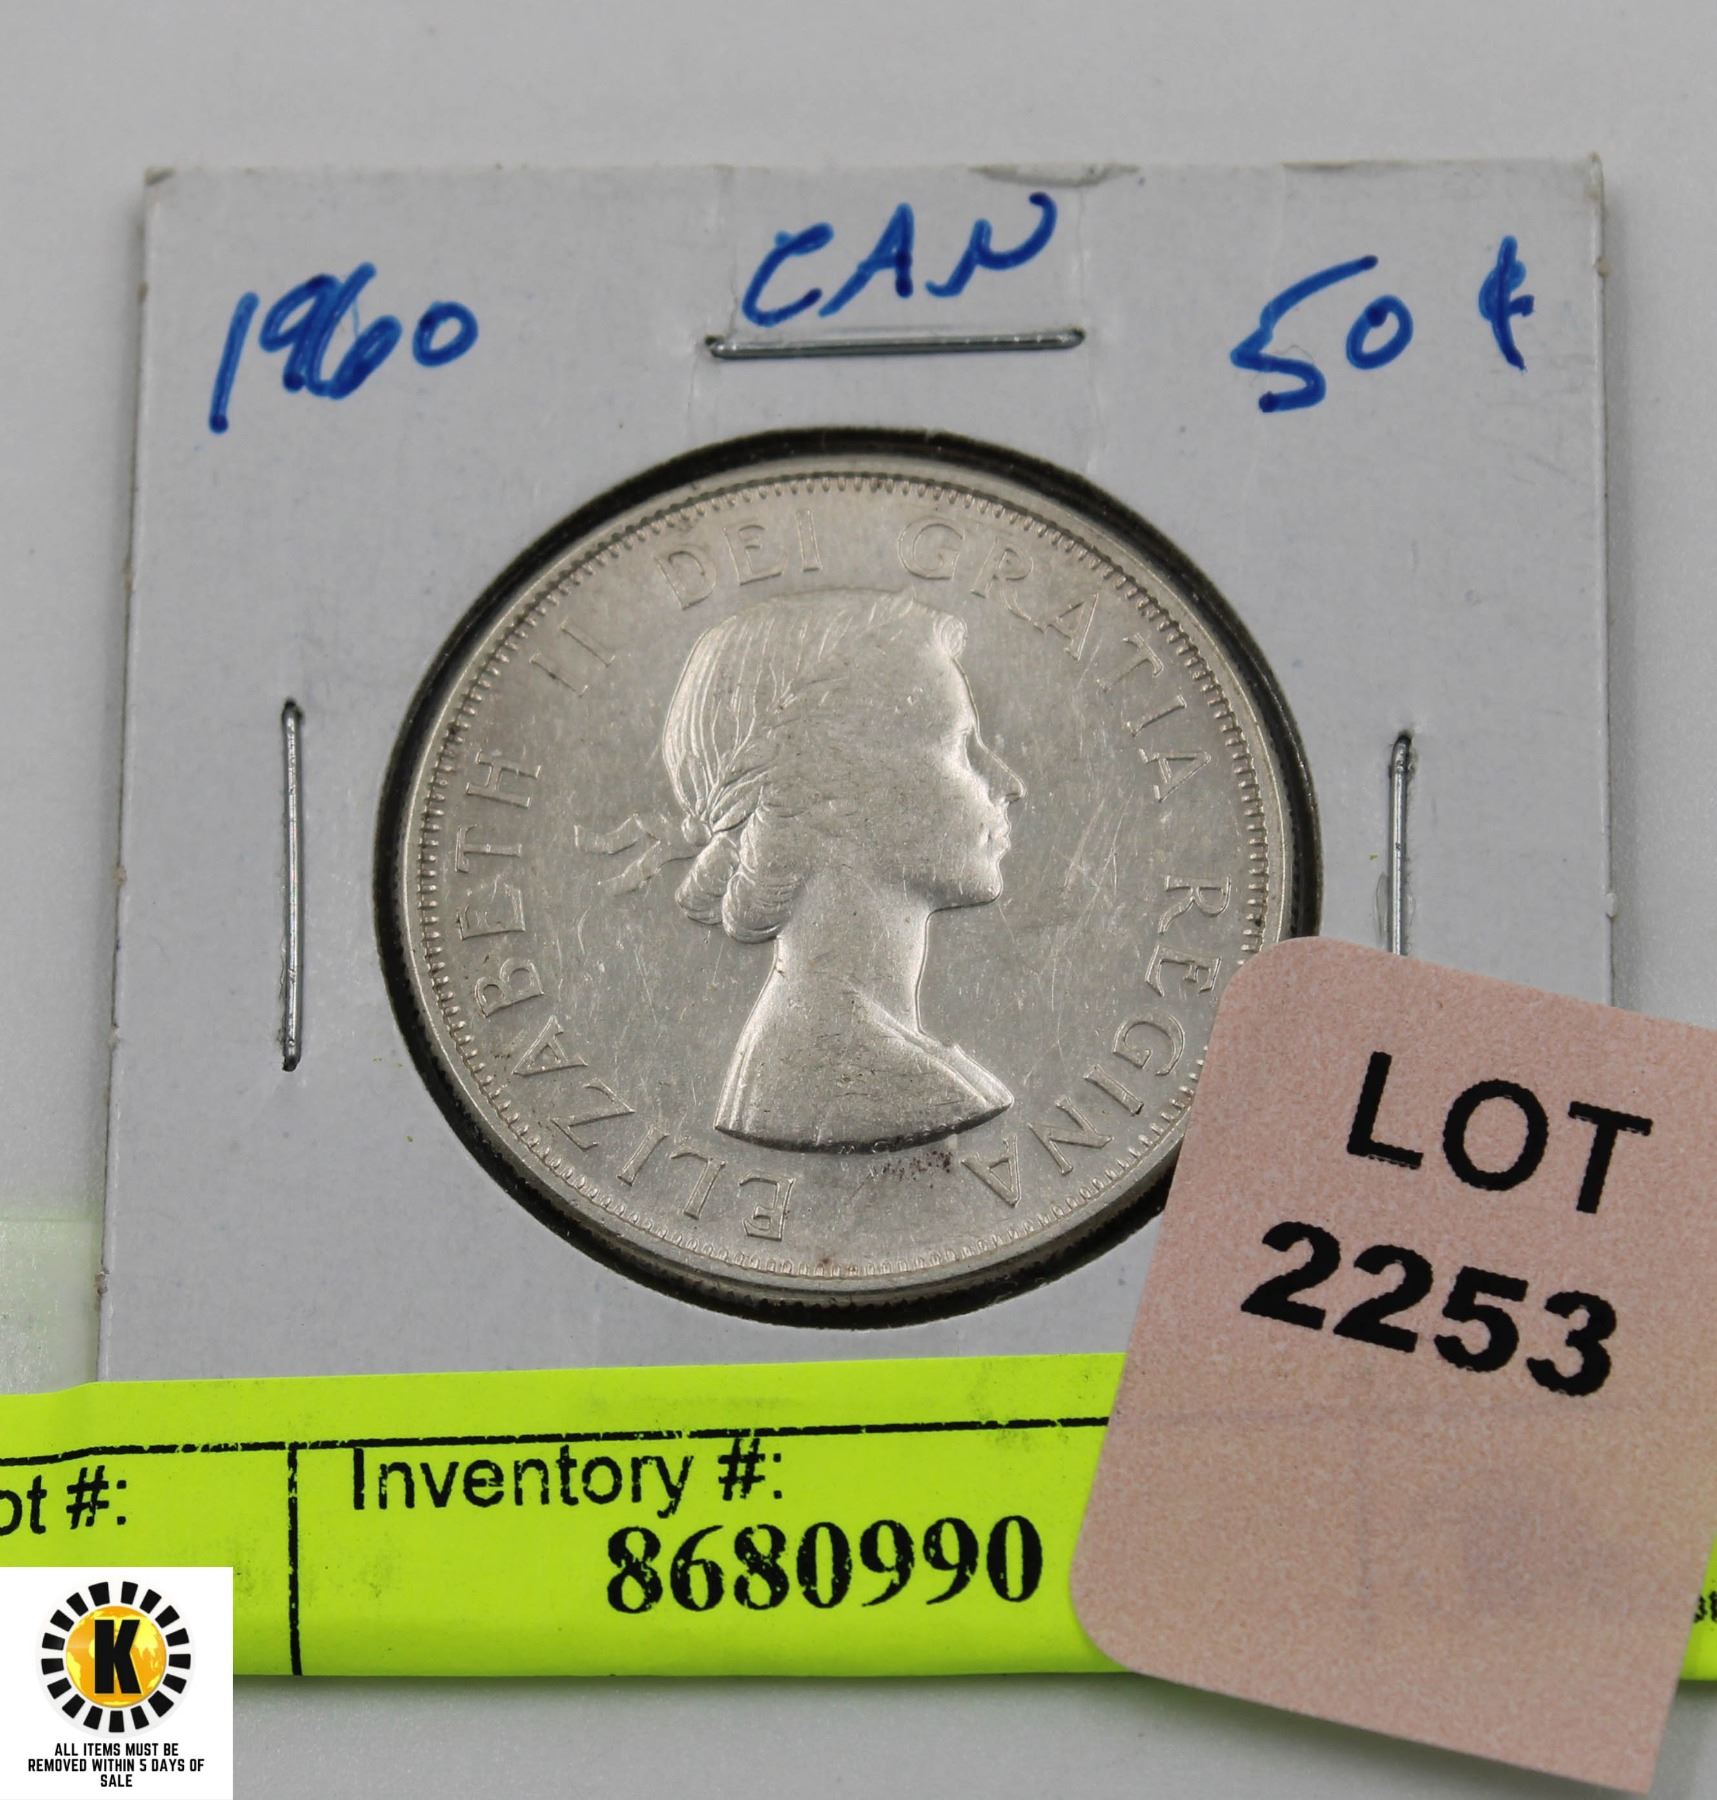 1960 CAN 50 ¢
ELIZABETH II DEI GRATIA REGINA
LOT
2253
ot #:
Inventory #:
8680990
K
ALL ITEMS MUST BE
REMOVED WITHIN 5 DAYS OF
SALE